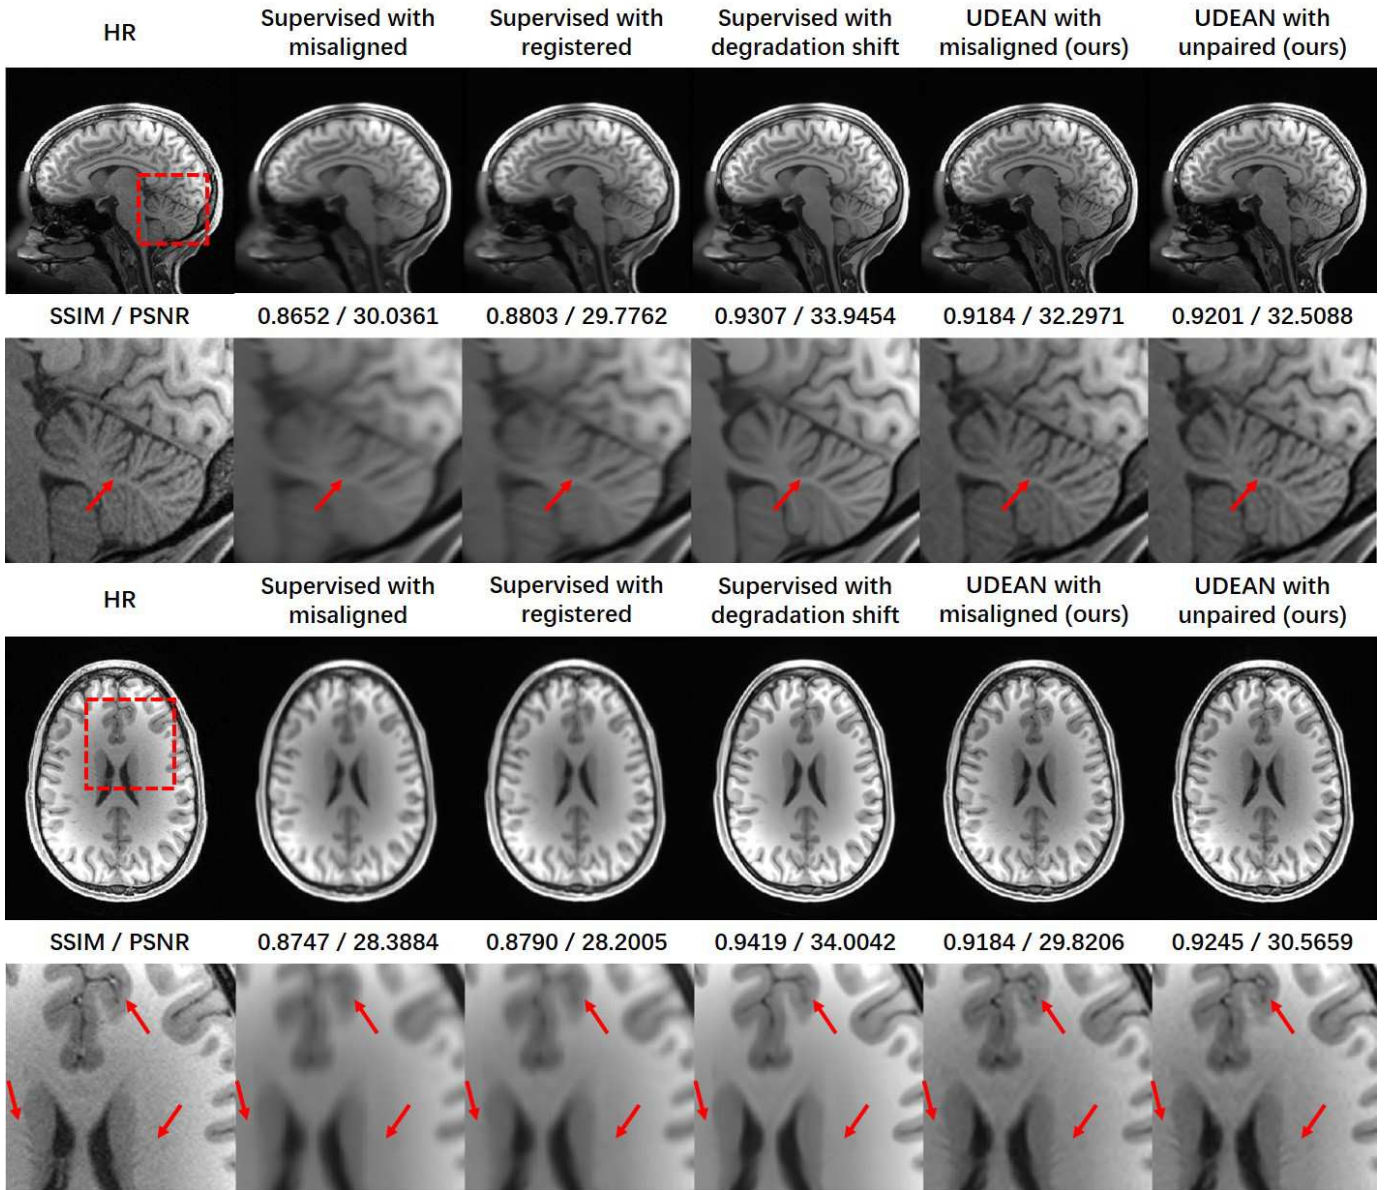 HR
Supervised with misaligned
Supervised with registered
Supervised with degradation shift
UDEAN with misaligned (ours)
UDEAN with unpaired (ours)
SSIM / PSNR
0.8652 / 30.0361
0.8803 / 29.7762
0.9307 / 33.9454
0.9184 / 32.2971
0.9201 / 32.5088
HR
Supervised with misaligned
Supervised with registered
Supervised with degradation shift
UDEAN with misaligned (ours)
UDEAN with unpaired (ours)
SSIM / PSNR
0.8747 / 28.3884
0.8790 / 28.2005
0.9419 / 34.0042
0.9184 / 29.8206
0.9245 / 30.5659